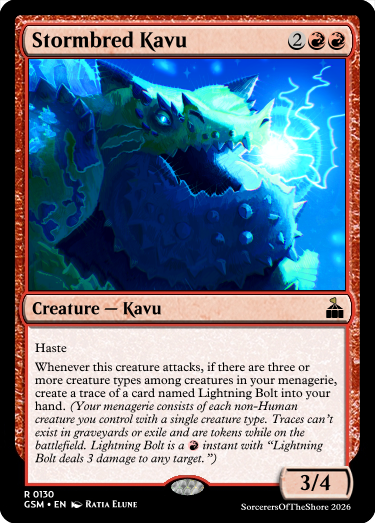 Stormbred Kavu 2
Creature — Kavu
Haste
Whenever this creature attacks, if there are three or
more creature types among creatures in your menagerie,
create a trace of a card named Lightning Bolt into your
hand. (Your menagerie consists of each non-Human
creature you control with a single creature type. Traces can't
exist in graveyards or exile and are tokens while on the
battlefield. Lightning Bolt is a instant with “Lightning
Bolt deals 3 damage to any target.”)
3/4
R 0130
GSM • EN Ratia Elune
SorcerersOfTheShore 2026